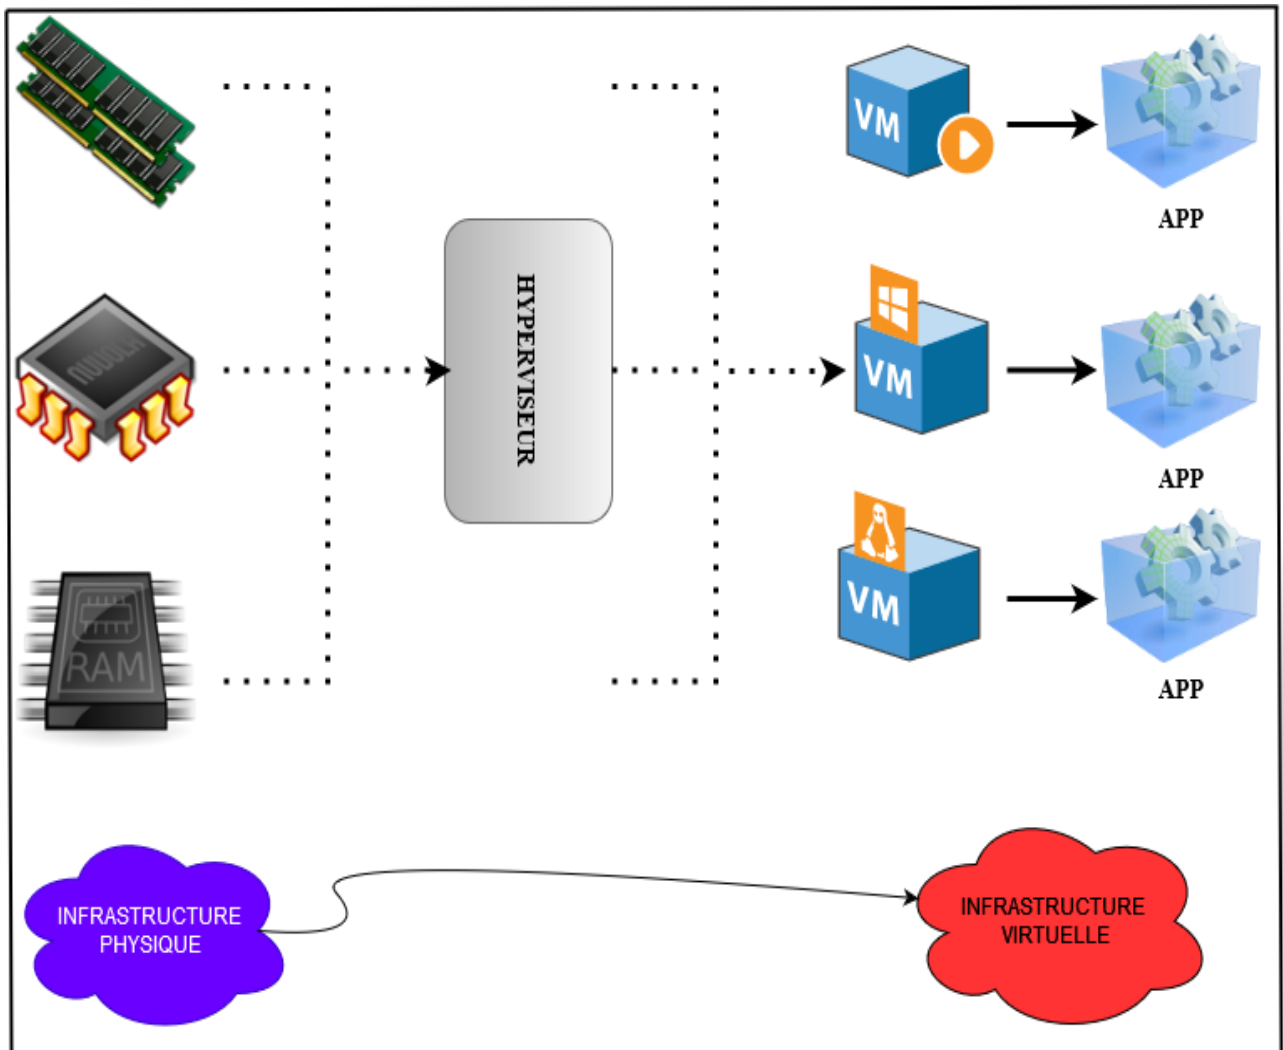 VM
APP
HYPERVISEUR
VM
APP
RAM
VM
APP
INFRASTRUCTURE
PHYSIQUE
INFRASTRUCTURE
VIRTUELLE